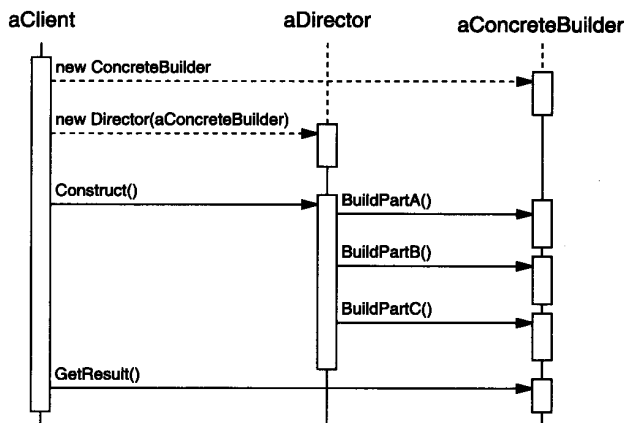 aClient
aDirector
aConcreteBuilder
new ConcreteBuilder
new Director(aConcreteBuilder)
Construct()
BuildPartA()
BuildPartB()
BuildPartC()
GetResult()